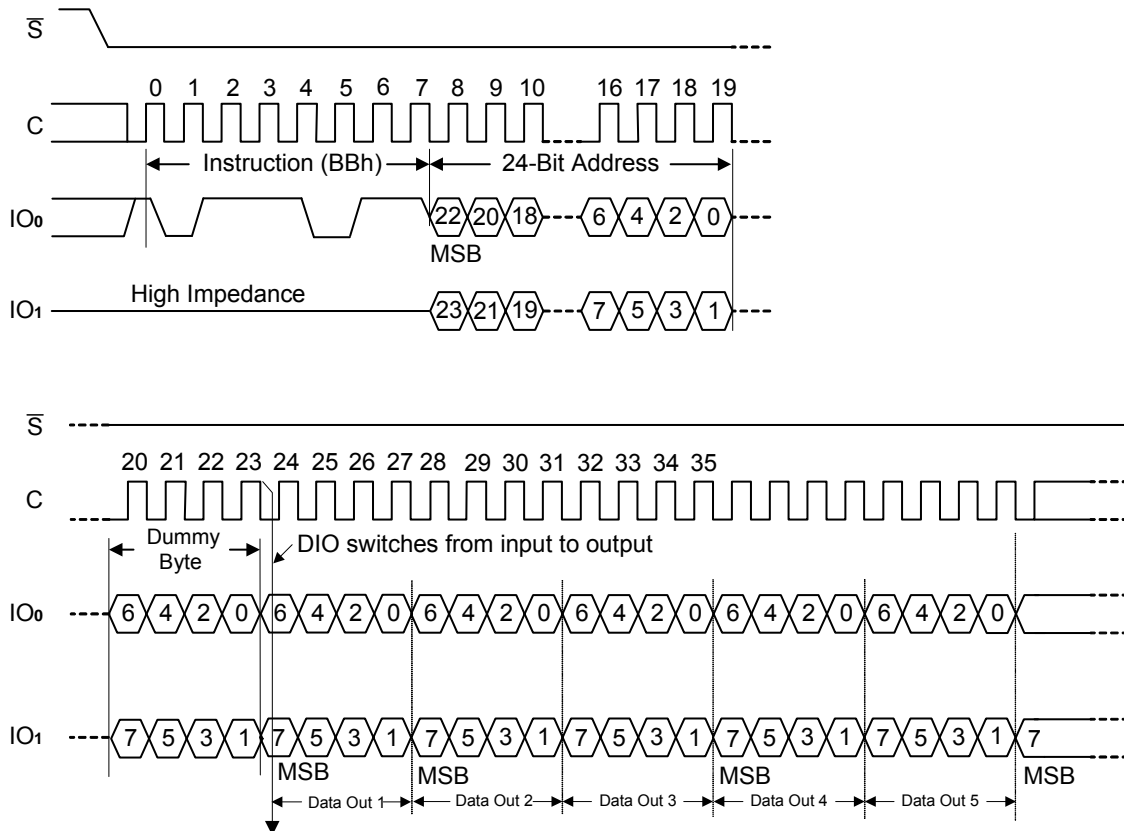 S
0 1 2 3 4 5 6 7 8 9 10 16 17 18 19
C
Instruction (BBh) 24-Bit Address
IO0 22 20 18 6 4 2 0
MSB
High Impedance
IO1 23 21 19 7 5 3 1
S
20 21 22 23 24 25 26 27 28 29 30 31 32 33 34 35
C
Dummy
Byte
DIO switches from input to output
IO0 6 4 2 0 6 4 2 0 6 4 2 0 6 4 2 0 6 4 2 0 6 4 2 0
IO1 7 5 3 1 7 5 3 1 7 5 3 1 7 5 3 1 7 5 3 1 7 5 3 1 7
MSB MSB MSB MSB
Data Out 1 Data Out 2 Data Out 3 Data Out 4 Data Out 5